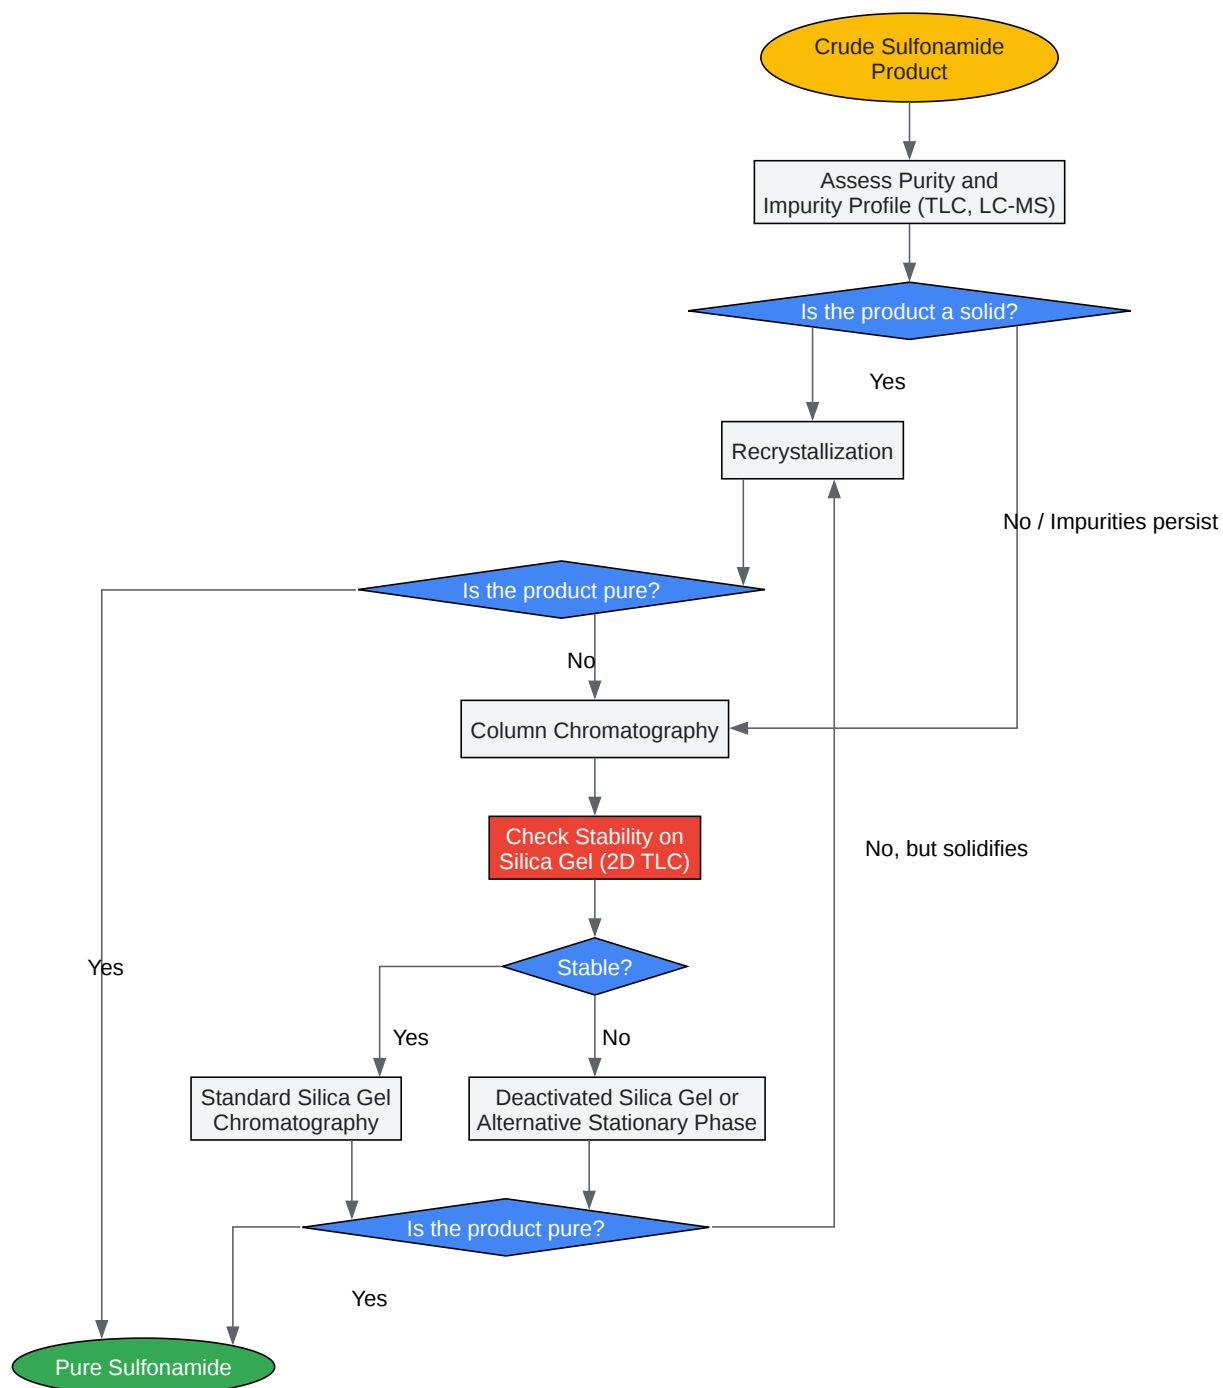 Crude Sulfonamide
Product
Assess Purity and
Impurity Profile (TLC, LC-MS)
Is the product a solid?
Yes
Recrystallization
No / Impurities persist
Is the product pure?
No
Column Chromatography
Check Stability on
Silica Gel (2D TLC)
No, but solidifies
Yes
Stable?
Yes
No
Standard Silica Gel
Chromatography
Deactivated Silica Gel or
Alternative Stationary Phase
Is the product pure?
Yes
Pure Sulfonamide